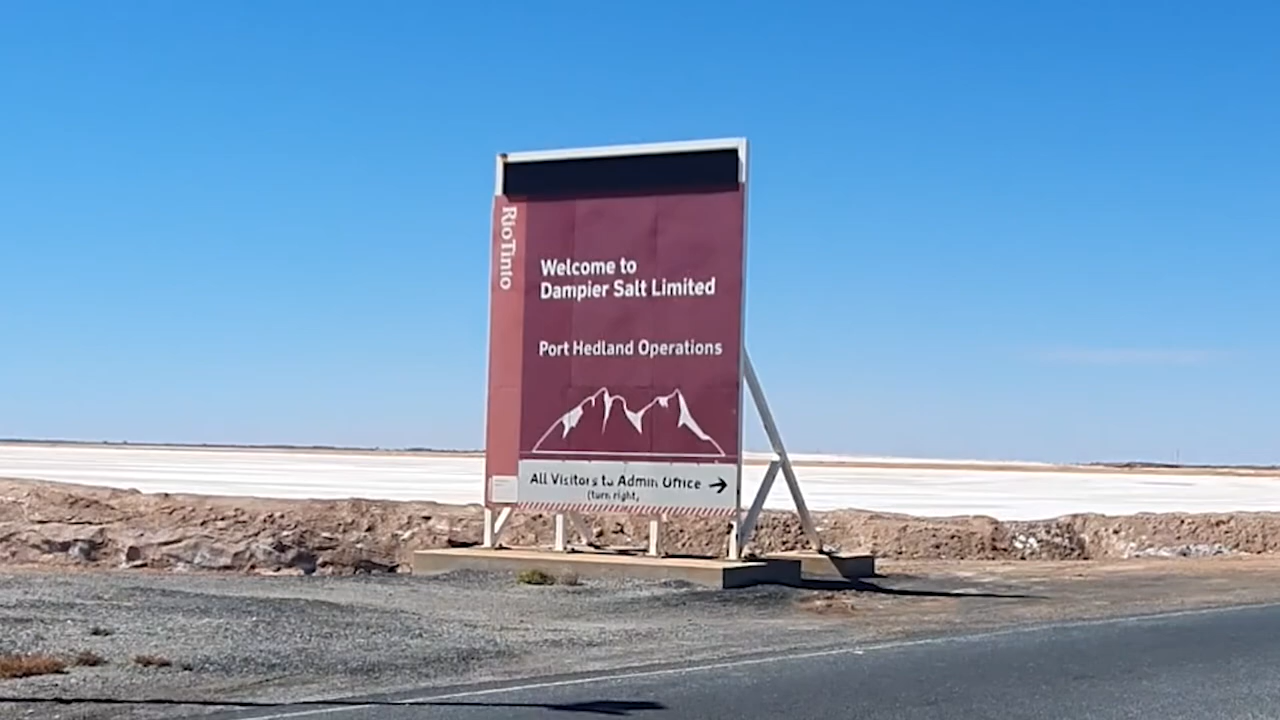 RioTinto
Welcome to
Dampier Salt Limited
Port Hedland Operations
All Visitors to Admin Office →
(turn right)